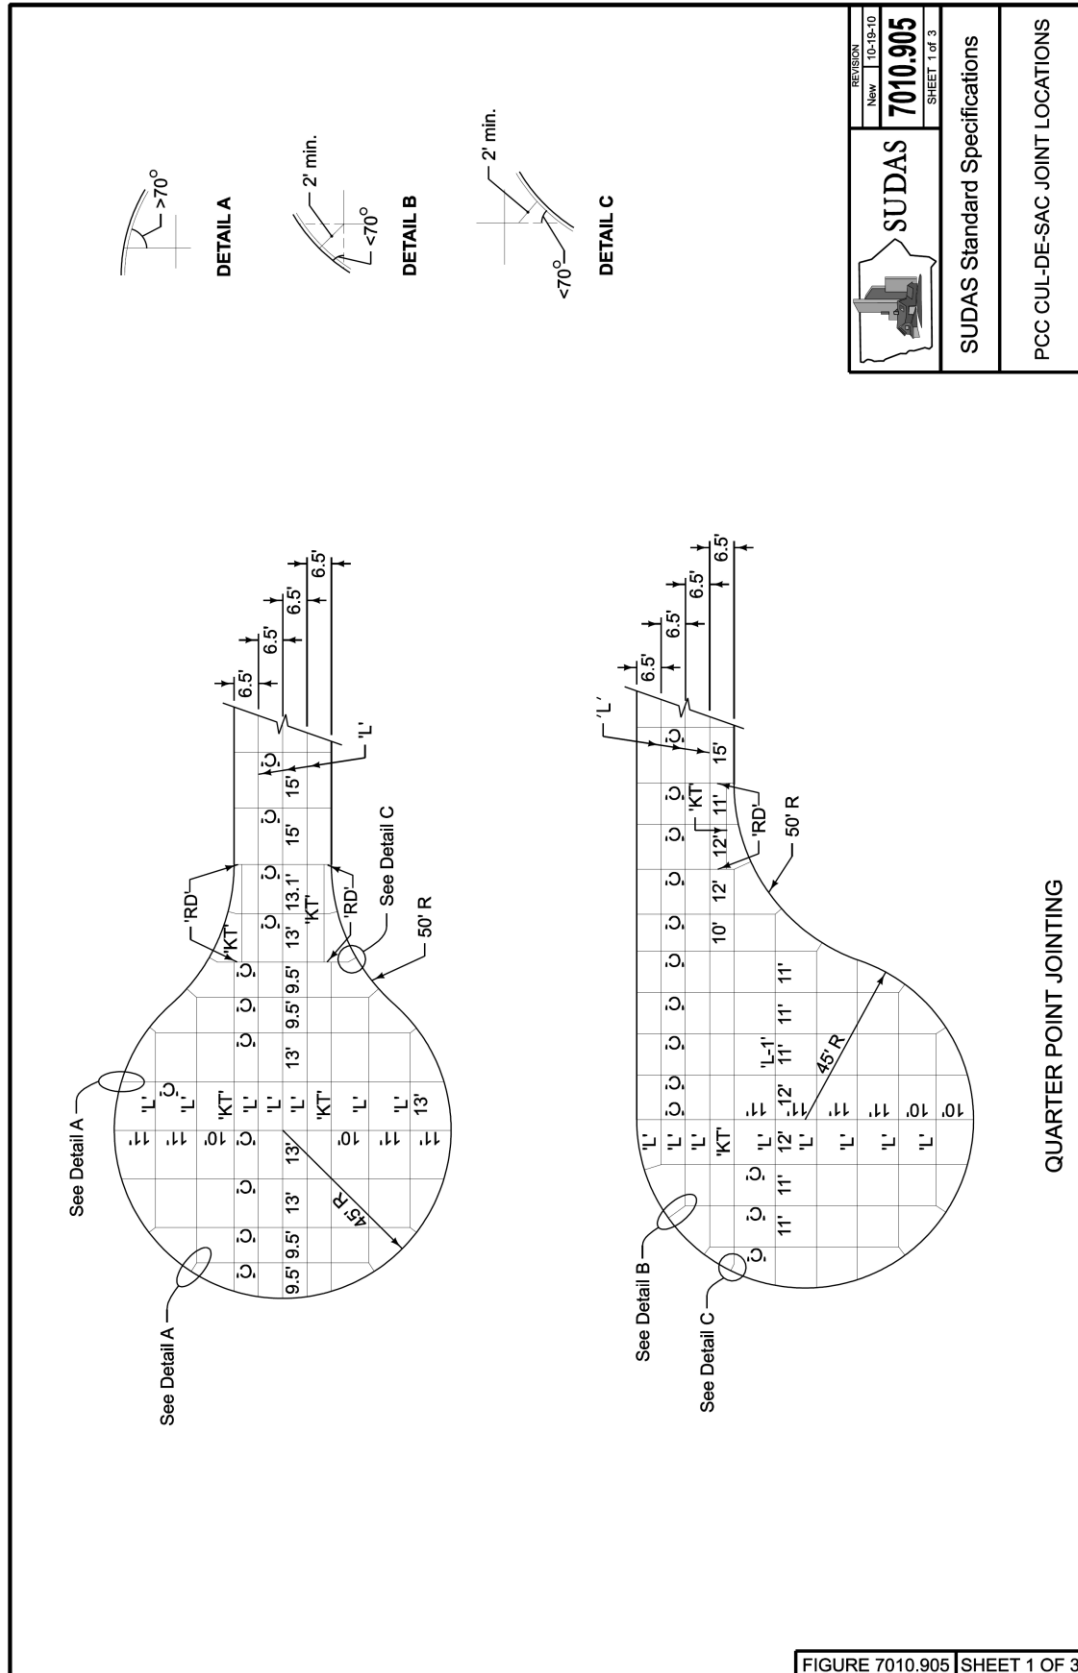 See Detail A
See Detail A
11'
11'
10'
10'
11'
11'
'L'
'L'
'KT'
'L'
'L'
'L'
'KT'
'L'
'L'
13'
'C'
'C'
'C'
'C'
'C'
'C'
'C'
'C'
'C'
'C'
'C'
9.5'
9.5'
13'
13'
13'
9.5'
9.5'
13'
13.1'
15'
15'
45' R
'RD'
'KT'
'KT'
'RD'
See Detail C
50' R
'L'
6.5'
6.5'
6.5'
6.5'
>70°
DETAIL A
2' min.
<70°
DETAIL B
2' min.
<70°
DETAIL C
See Detail B
See Detail C
'L'
'L'
'L'
'KT'
'L'
'L'
'L'
'L'
'L'
11'
11'
11'
11'
10'
10'
'C'
'C'
'C'
'C'
'C'
'C'
'C'
'C'
'C'
'C'
'C'
11'
11'
12'
12'
11'
11'
11'
'L-1'
10'
12'
12'
11'
15'
45' R
'KT'
'RD'
50' R
'L'
6.5'
6.5'
6.5'
6.5'
QUARTER POINT JOINTING
SUDAS
REVISION
New
10-19-10
7010.905
SHEET 1 of 3
SUDAS Standard Specifications
PCC CUL-DE-SAC JOINT LOCATIONS
FIGURE 7010.905
SHEET 1 OF 3